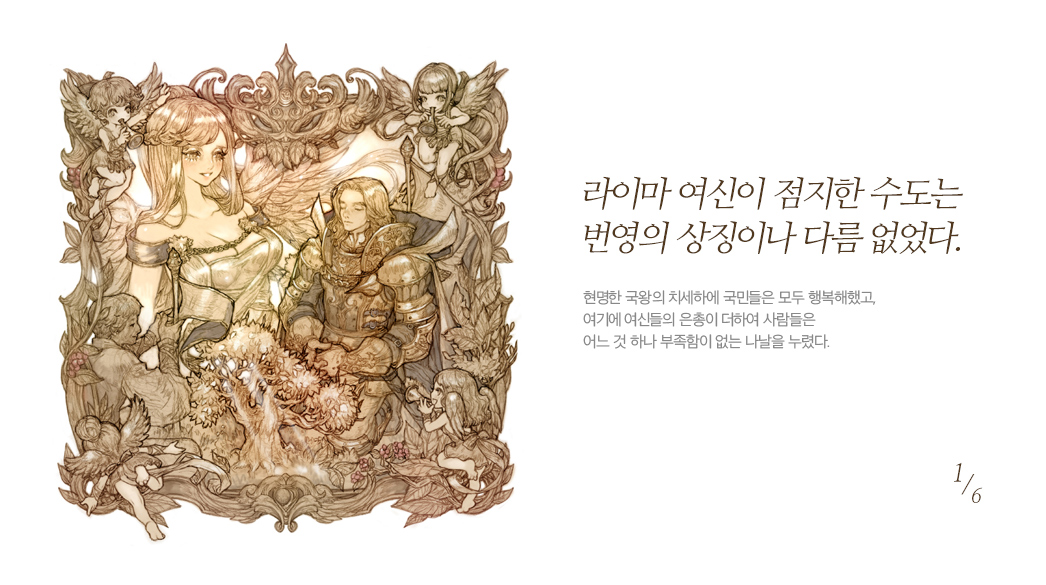 라이마 여신이 점지한 수도는
번영의 상징이나 다름 없었다.
현명한 국왕의 치세하에 국민들은 모두 행복해했고,
여기에 여신들의 은총이 더하여 사람들은
어느 것 하나 부족함이 없는 나날을 누렸다.
1/6